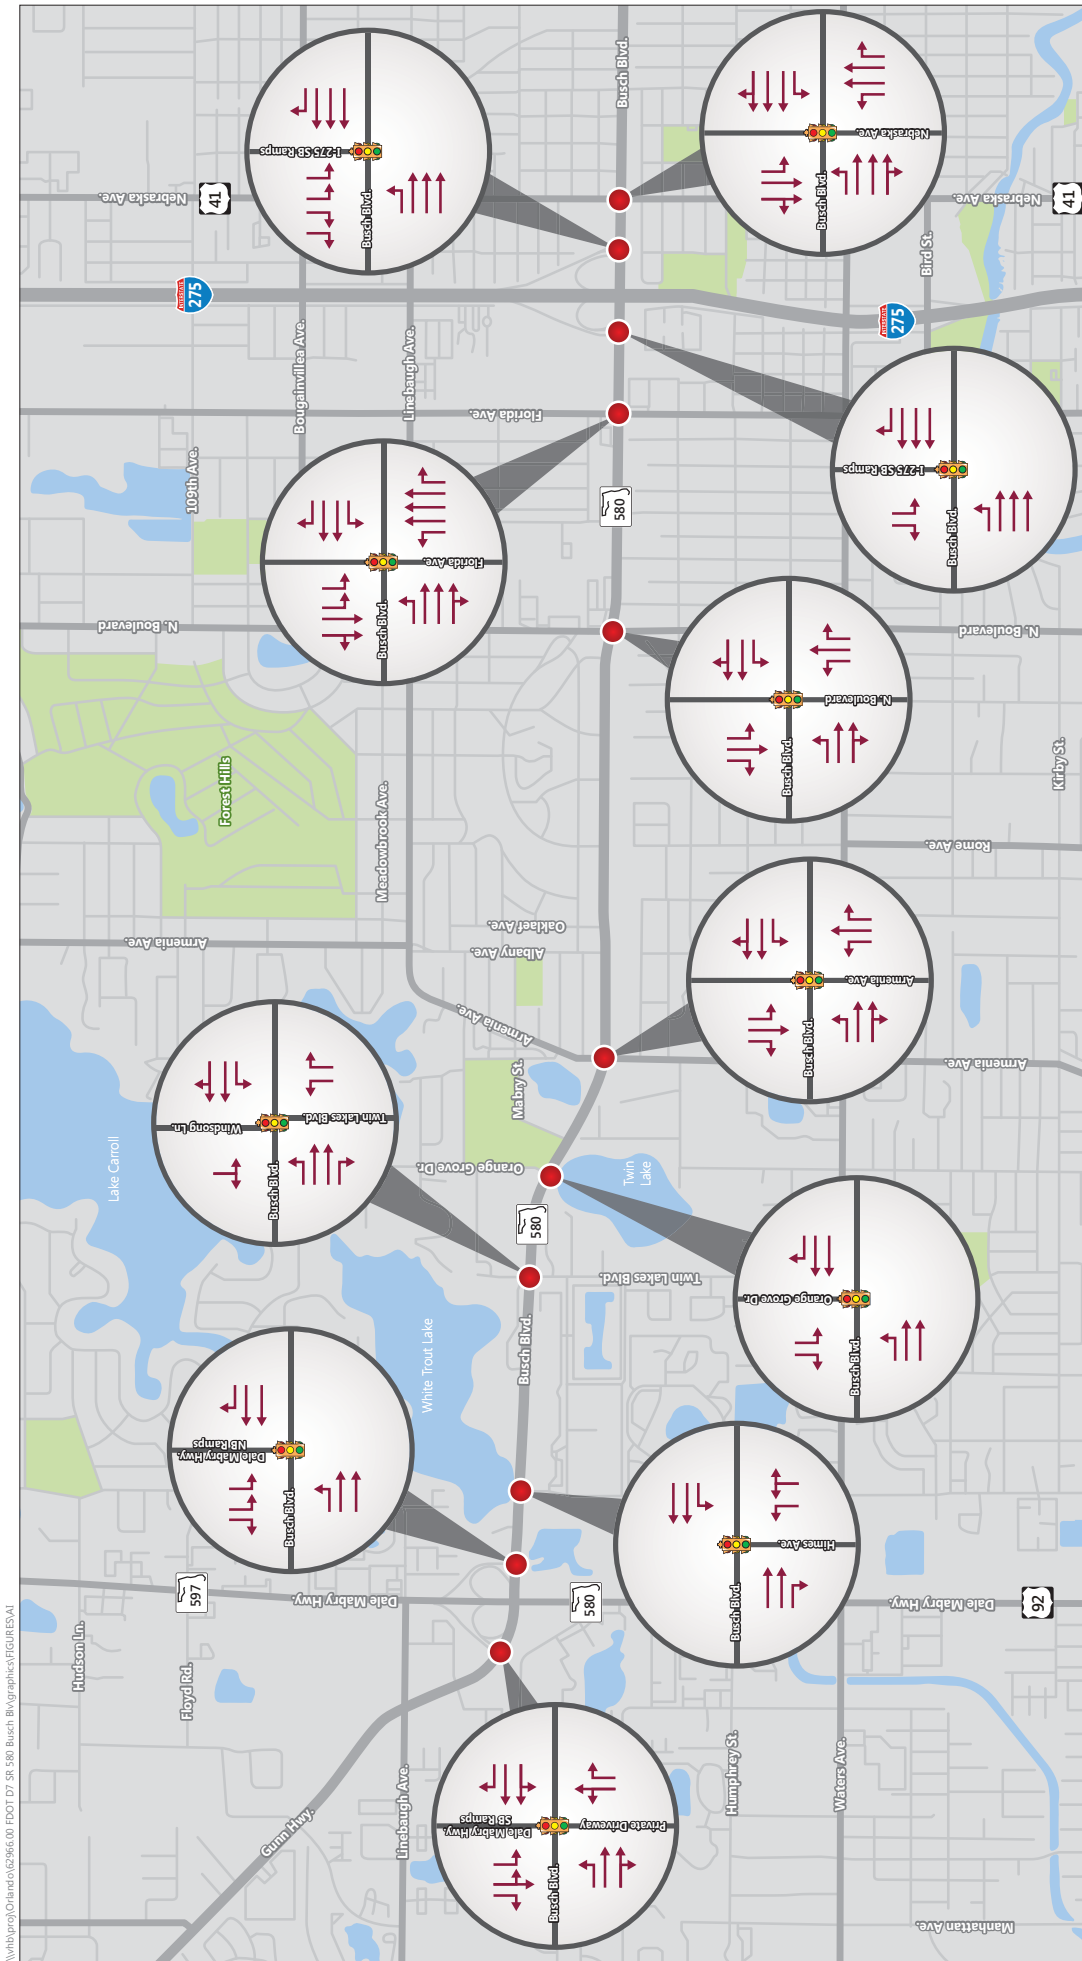 \\vhb\proj\Orlando\62966.00 FDOT D7 SR 580 Busch Blv\graphics\FIGURES\AI
Hudson Ln.
Floyd Rd.
Gunn Hwy.
Linebaugh Ave.
597
Dale Mabry Hwy.
Dale Mabry Hwy.
580
92
Humphrey St.
Waters Ave.
Manhattan Ave.
Lake Carroll
White Trout Lake
Busch Blvd.
580
Twin Lakes Blvd.
Twin
Lake
Orange Grove Dr.
Mabry St.
Armenia Ave.
Armenia Ave.
Armenia Ave.
Albany Ave.
Oaklaef Ave.
Meadowbrook Ave.
Forest Hills
Rome Ave.
Kirby St.
N. Boulevard
N. Boulevard
109th Ave.
580
Florida Ave.
Bougainvillea Ave.
Linebaugh Ave.
INTERSTATE
275
INTERSTATE
275
Bird St.
Nebraska Ave.
41
Nebraska Ave.
41
Busch Blvd.
Dale Mabry Hwy.
SB Ramps
Busch Blvd.
Private Driveway
Dale Mabry Hwy.
NB Ramps
Busch Blvd.
Busch Blvd.
Himes Ave.
Windsong Ln.
Busch Blvd.
Twin Lakes Blvd.
Orange Grove Dr.
Busch Blvd.
Busch Blvd.
Armenia Ave.
Busch Blvd.
N. Boulevard
Busch Blvd.
Florida Ave.
I-275 SB Ramps
Busch Blvd.
I-275 SB Ramps
Busch Blvd.
Busch Blvd.
Nebraska Ave.